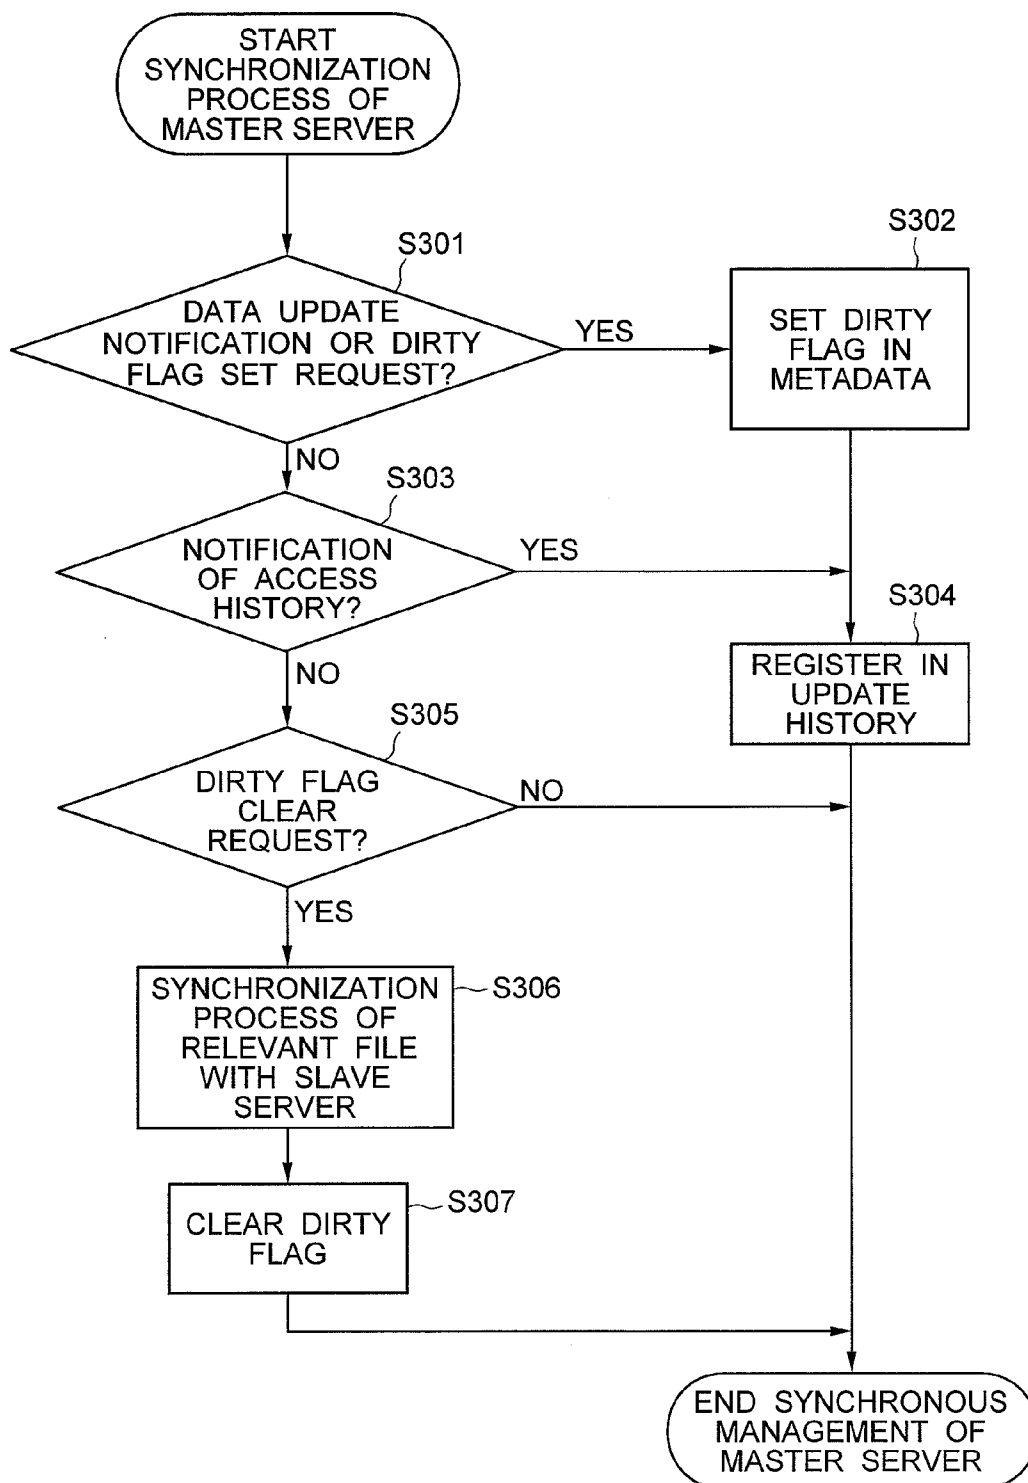 START
SYNCHRONIZATION
PROCESS OF
MASTER SERVER
S301
DATA UPDATE
NOTIFICATION OR DIRTY
FLAG SET REQUEST?
YES
S302
SET DIRTY
FLAG IN
METADATA
NO
S303
NOTIFICATION
OF ACCESS
HISTORY?
YES
S304
REGISTER IN
UPDATE
HISTORY
NO
S305
DIRTY FLAG
CLEAR
REQUEST?
NO
YES
SYNCHRONIZATION
PROCESS OF
RELEVANT FILE
WITH SLAVE
SERVER
S306
CLEAR DIRTY
FLAG
S307
END SYNCHRONOUS
MANAGEMENT OF
MASTER SERVER